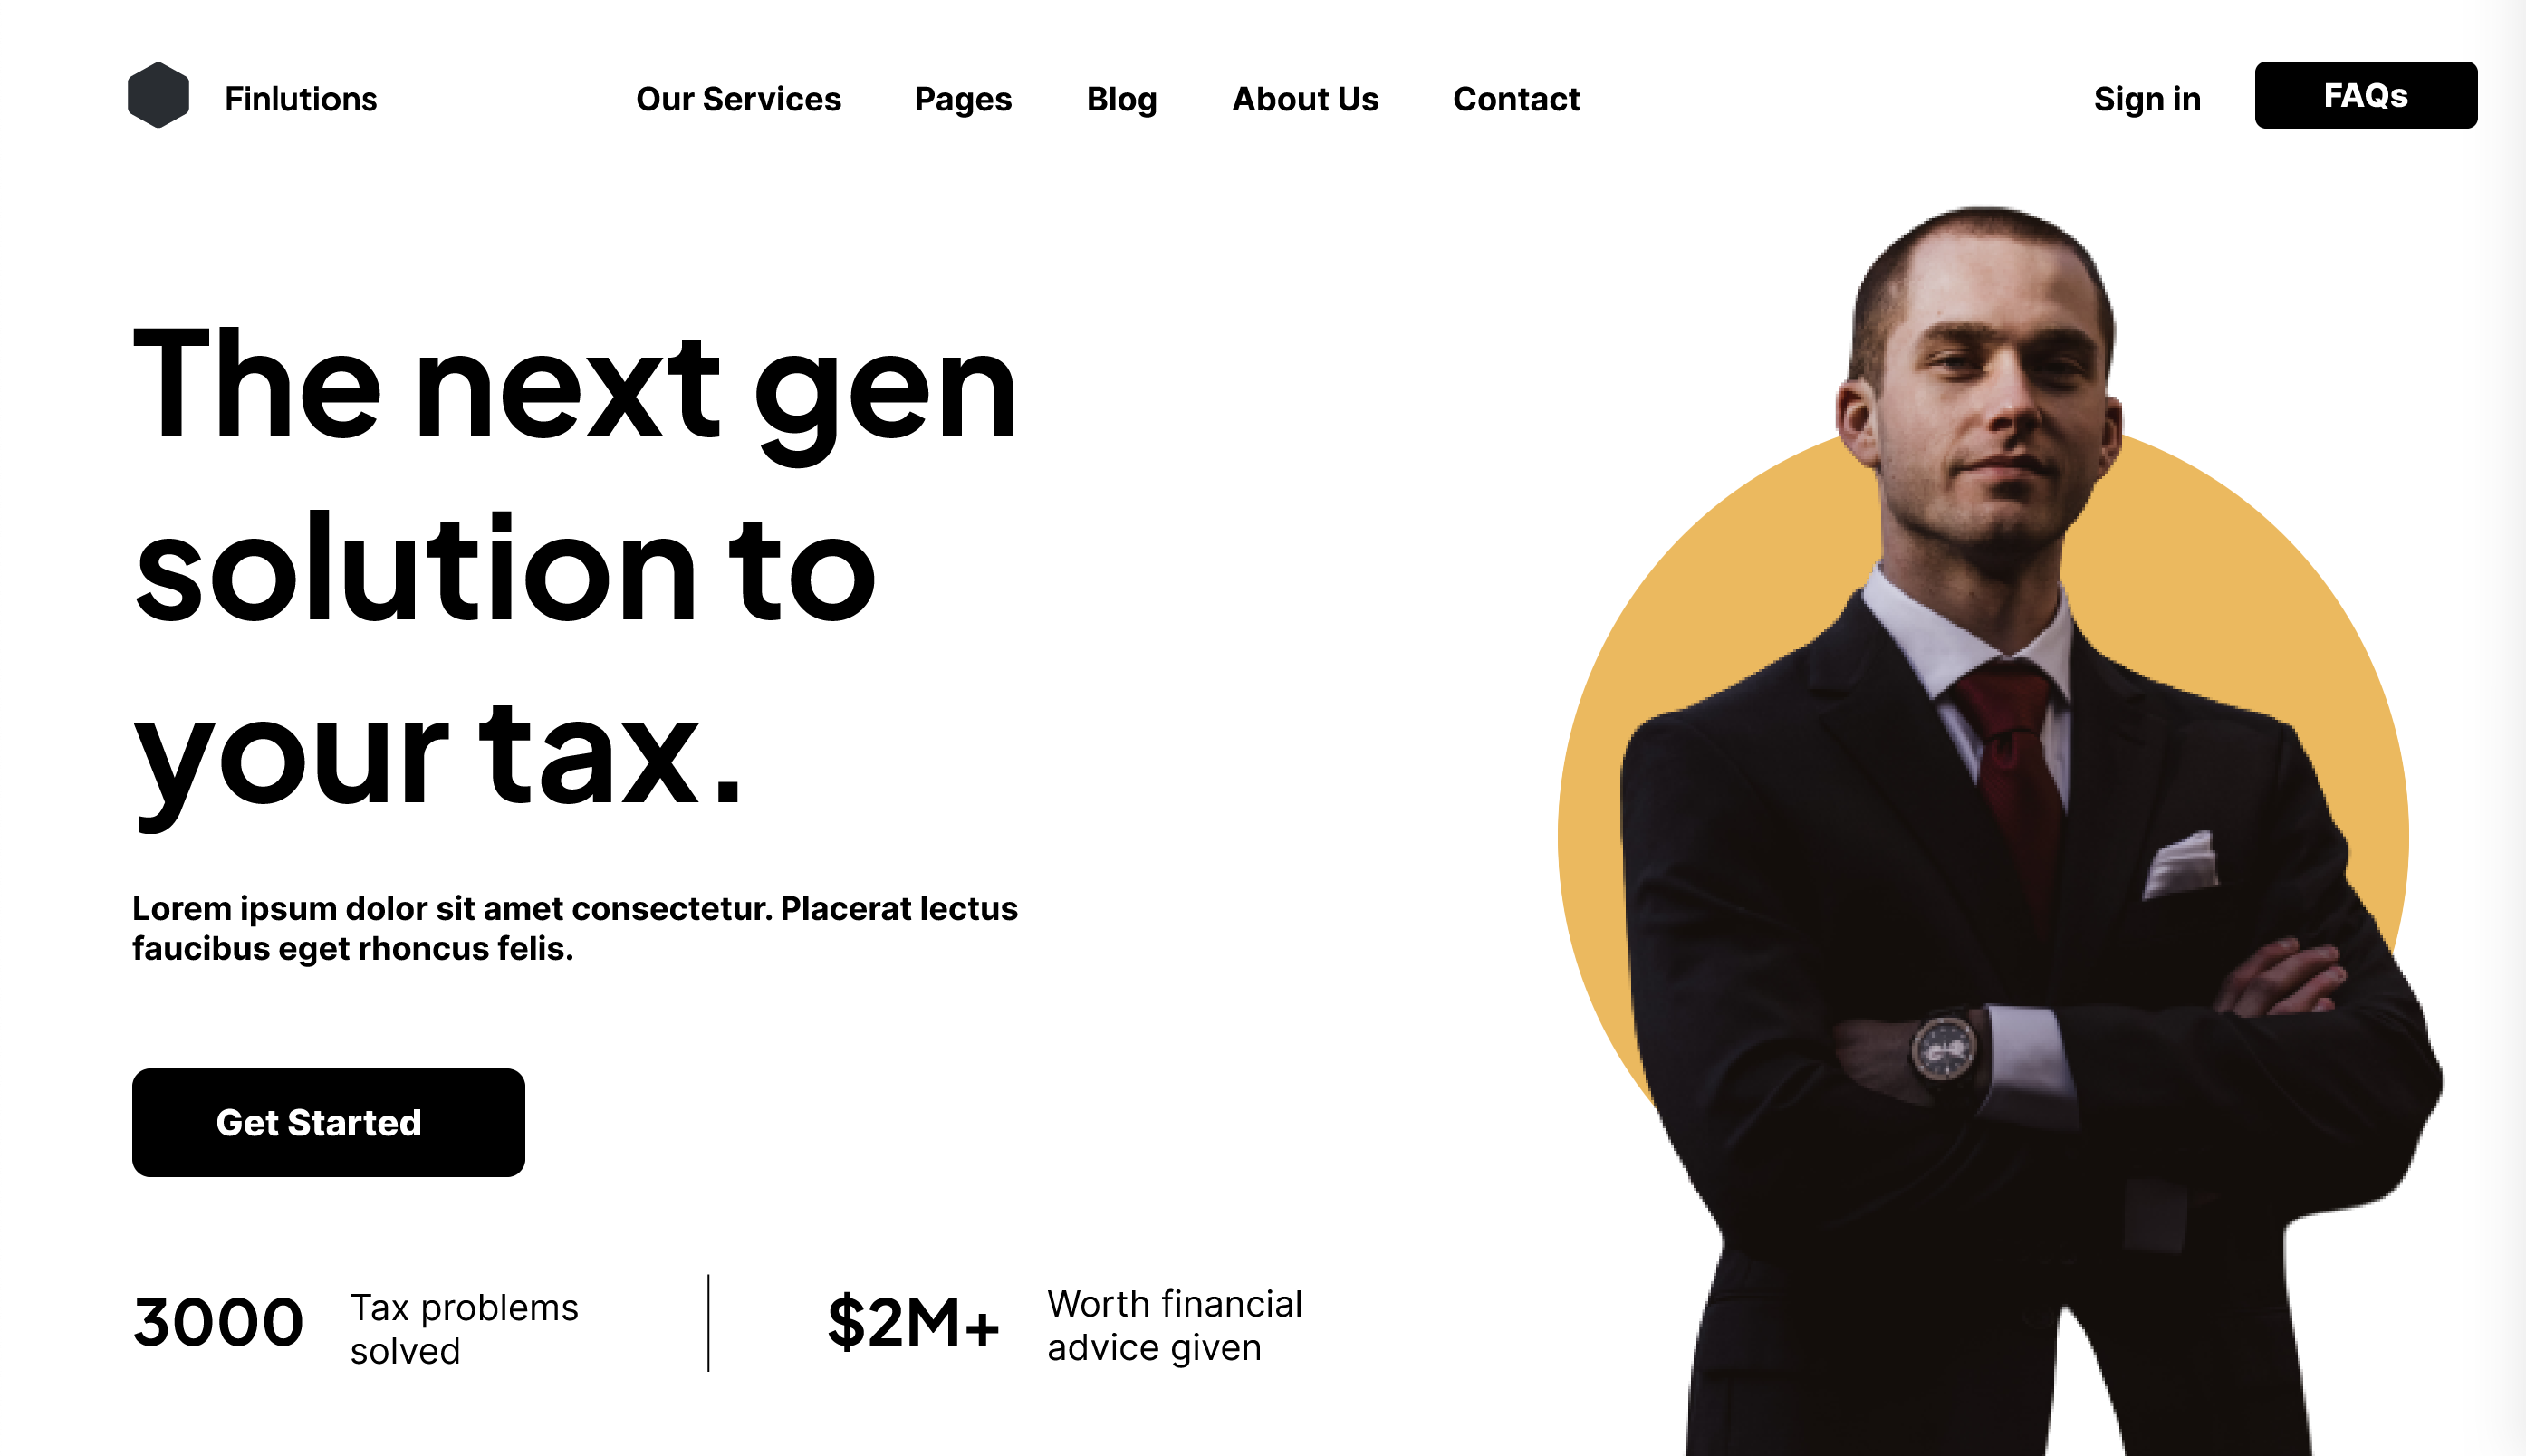 Finlutions
Our Services
Pages
Blog
About Us
Contact
Sign in
FAQs
The next gen
solution to
your tax.
Lorem ipsum dolor sit amet consectetur. Placerat lectus
faucibus eget rhoncus felis.
Get Started
3000
Tax problems
solved
$2M+
Worth financial
advice given